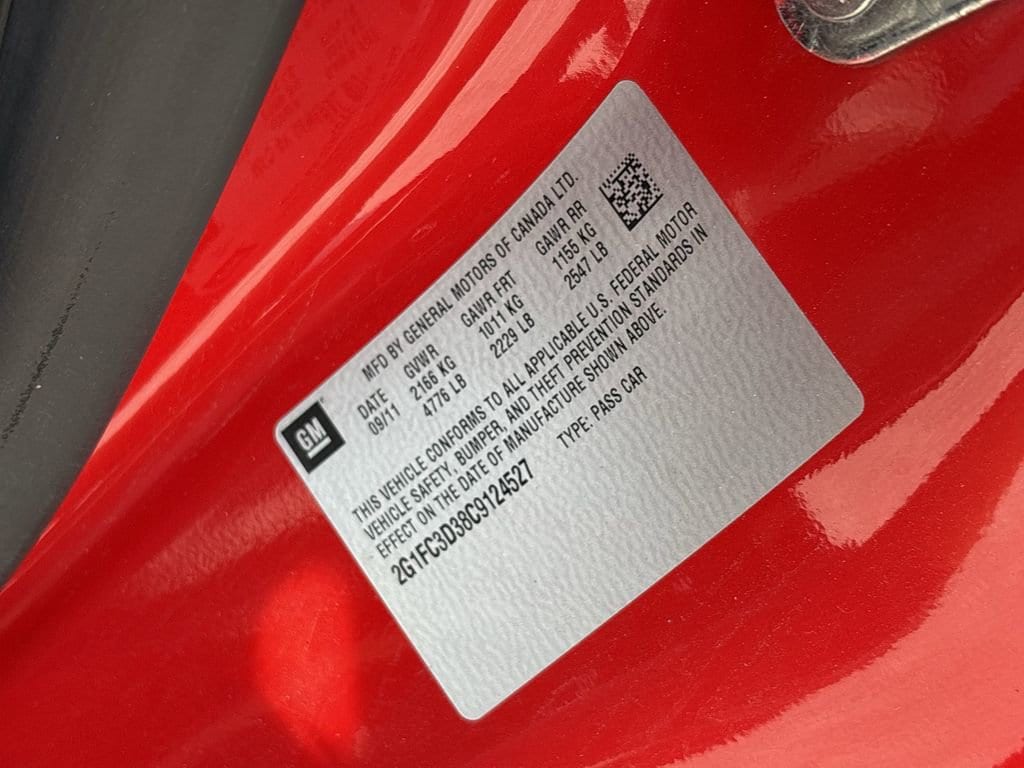 GM
MFD BY GENERAL MOTORS OF CANADA LTD.
DATE GVWR GAWR FRT GAWR RR
09/11 2166 KG 1011 KG 1155 KG
4776 LB 2229 LB 2547 LB
THIS VEHICLE CONFORMS TO ALL APPLICABLE U.S. FEDERAL MOTOR
VEHICLE SAFETY, BUMPER, AND THEFT PREVENTION STANDARDS IN
EFFECT ON THE DATE OF MANUFACTURE SHOWN ABOVE.
2G1FC3D38C9124527 TYPE: PASS CAR